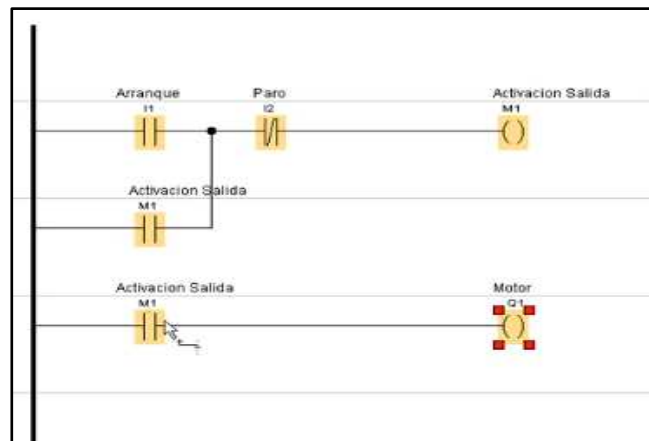 Arranque Paro Activacion Salida
I1 I2 M1
Activacion Salida
M1
Activacion Salida Motor
M1 Q1